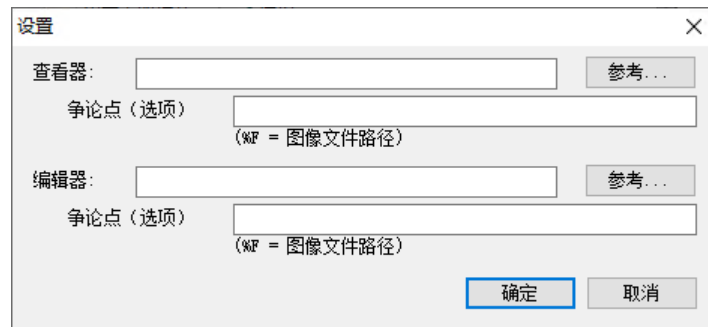 设置
查看器: 参考...
争论点(选项)
(%F = 图像文件路径)
编辑器: 参考...
争论点(选项)
(%F = 图像文件路径)
确定 取消